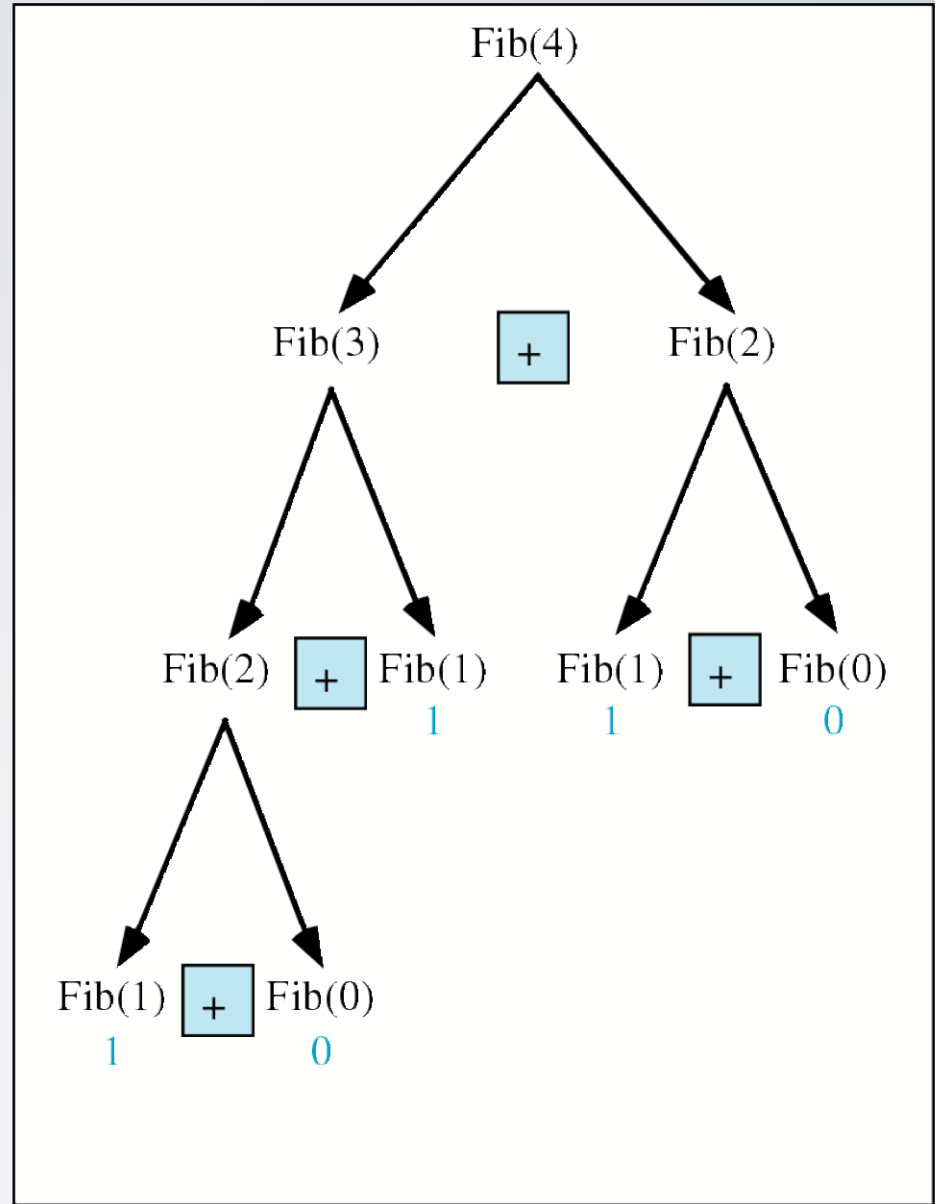 Fib(4)
Fib(3) + Fib(2)
Fib(2) + Fib(1) Fib(1) + Fib(0)
1 1 0
Fib(1) + Fib(0)
1 0